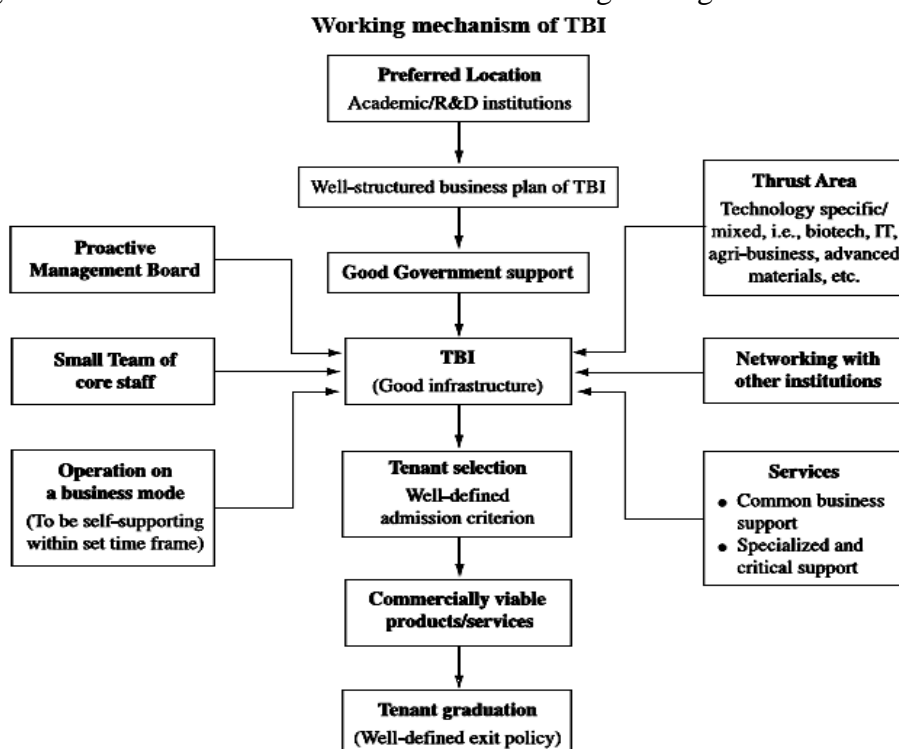 Working mechanism of TBI
Preferred Location
Academic/R&D institutions
Well-structured business plan of TBI
Good Government support
Proactive
Management Board
Small Team of
core staff
Operation on
a business mode
(To be self-supporting
within set time frame)
TBI
(Good infrastructure)
Thrust Area
Technology specific/
mixed, i.e., biotech, IT,
agri-business, advanced
materials, etc.
Networking with
other institutions
Services
• Common business
support
• Specialized and
critical support
Tenant selection
Well-defined
admission criterion
Commercially viable
products/services
Tenant graduation
(Well-defined exit policy)